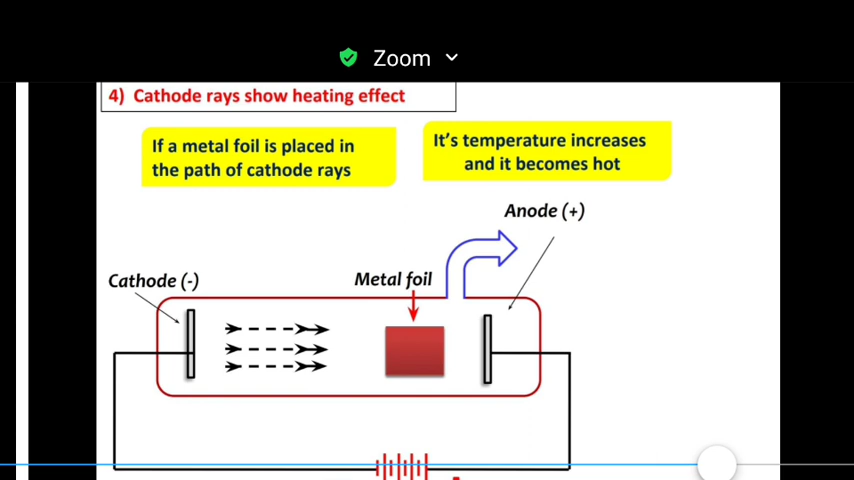 Zoom
4) Cathode rays show heating effect
If a metal foil is placed in
the path of cathode rays
It's temperature increases
and it becomes hot
Anode (+)
Cathode (-)
Metal foil